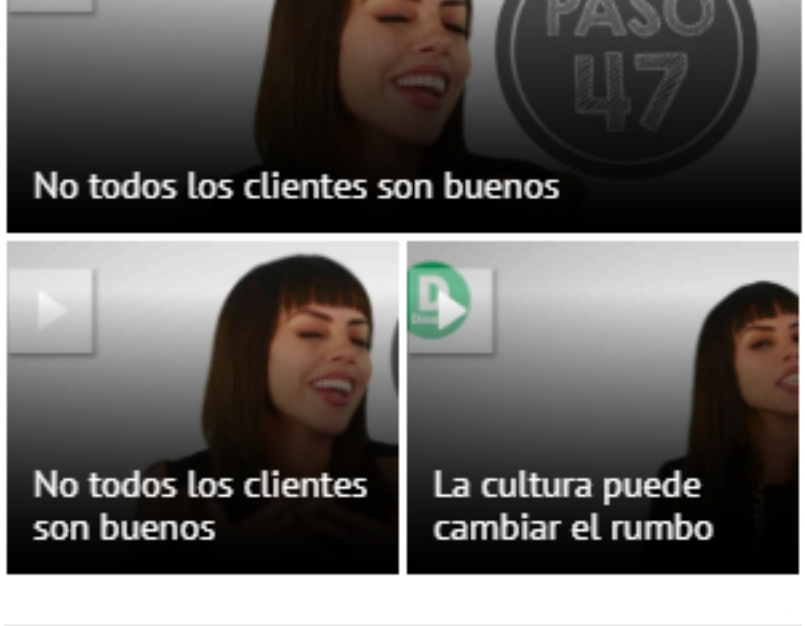 PASO
47
No todos los clientes son buenos
D
No todos los clientes
son buenos
La cultura puede
cambiar el rumbo